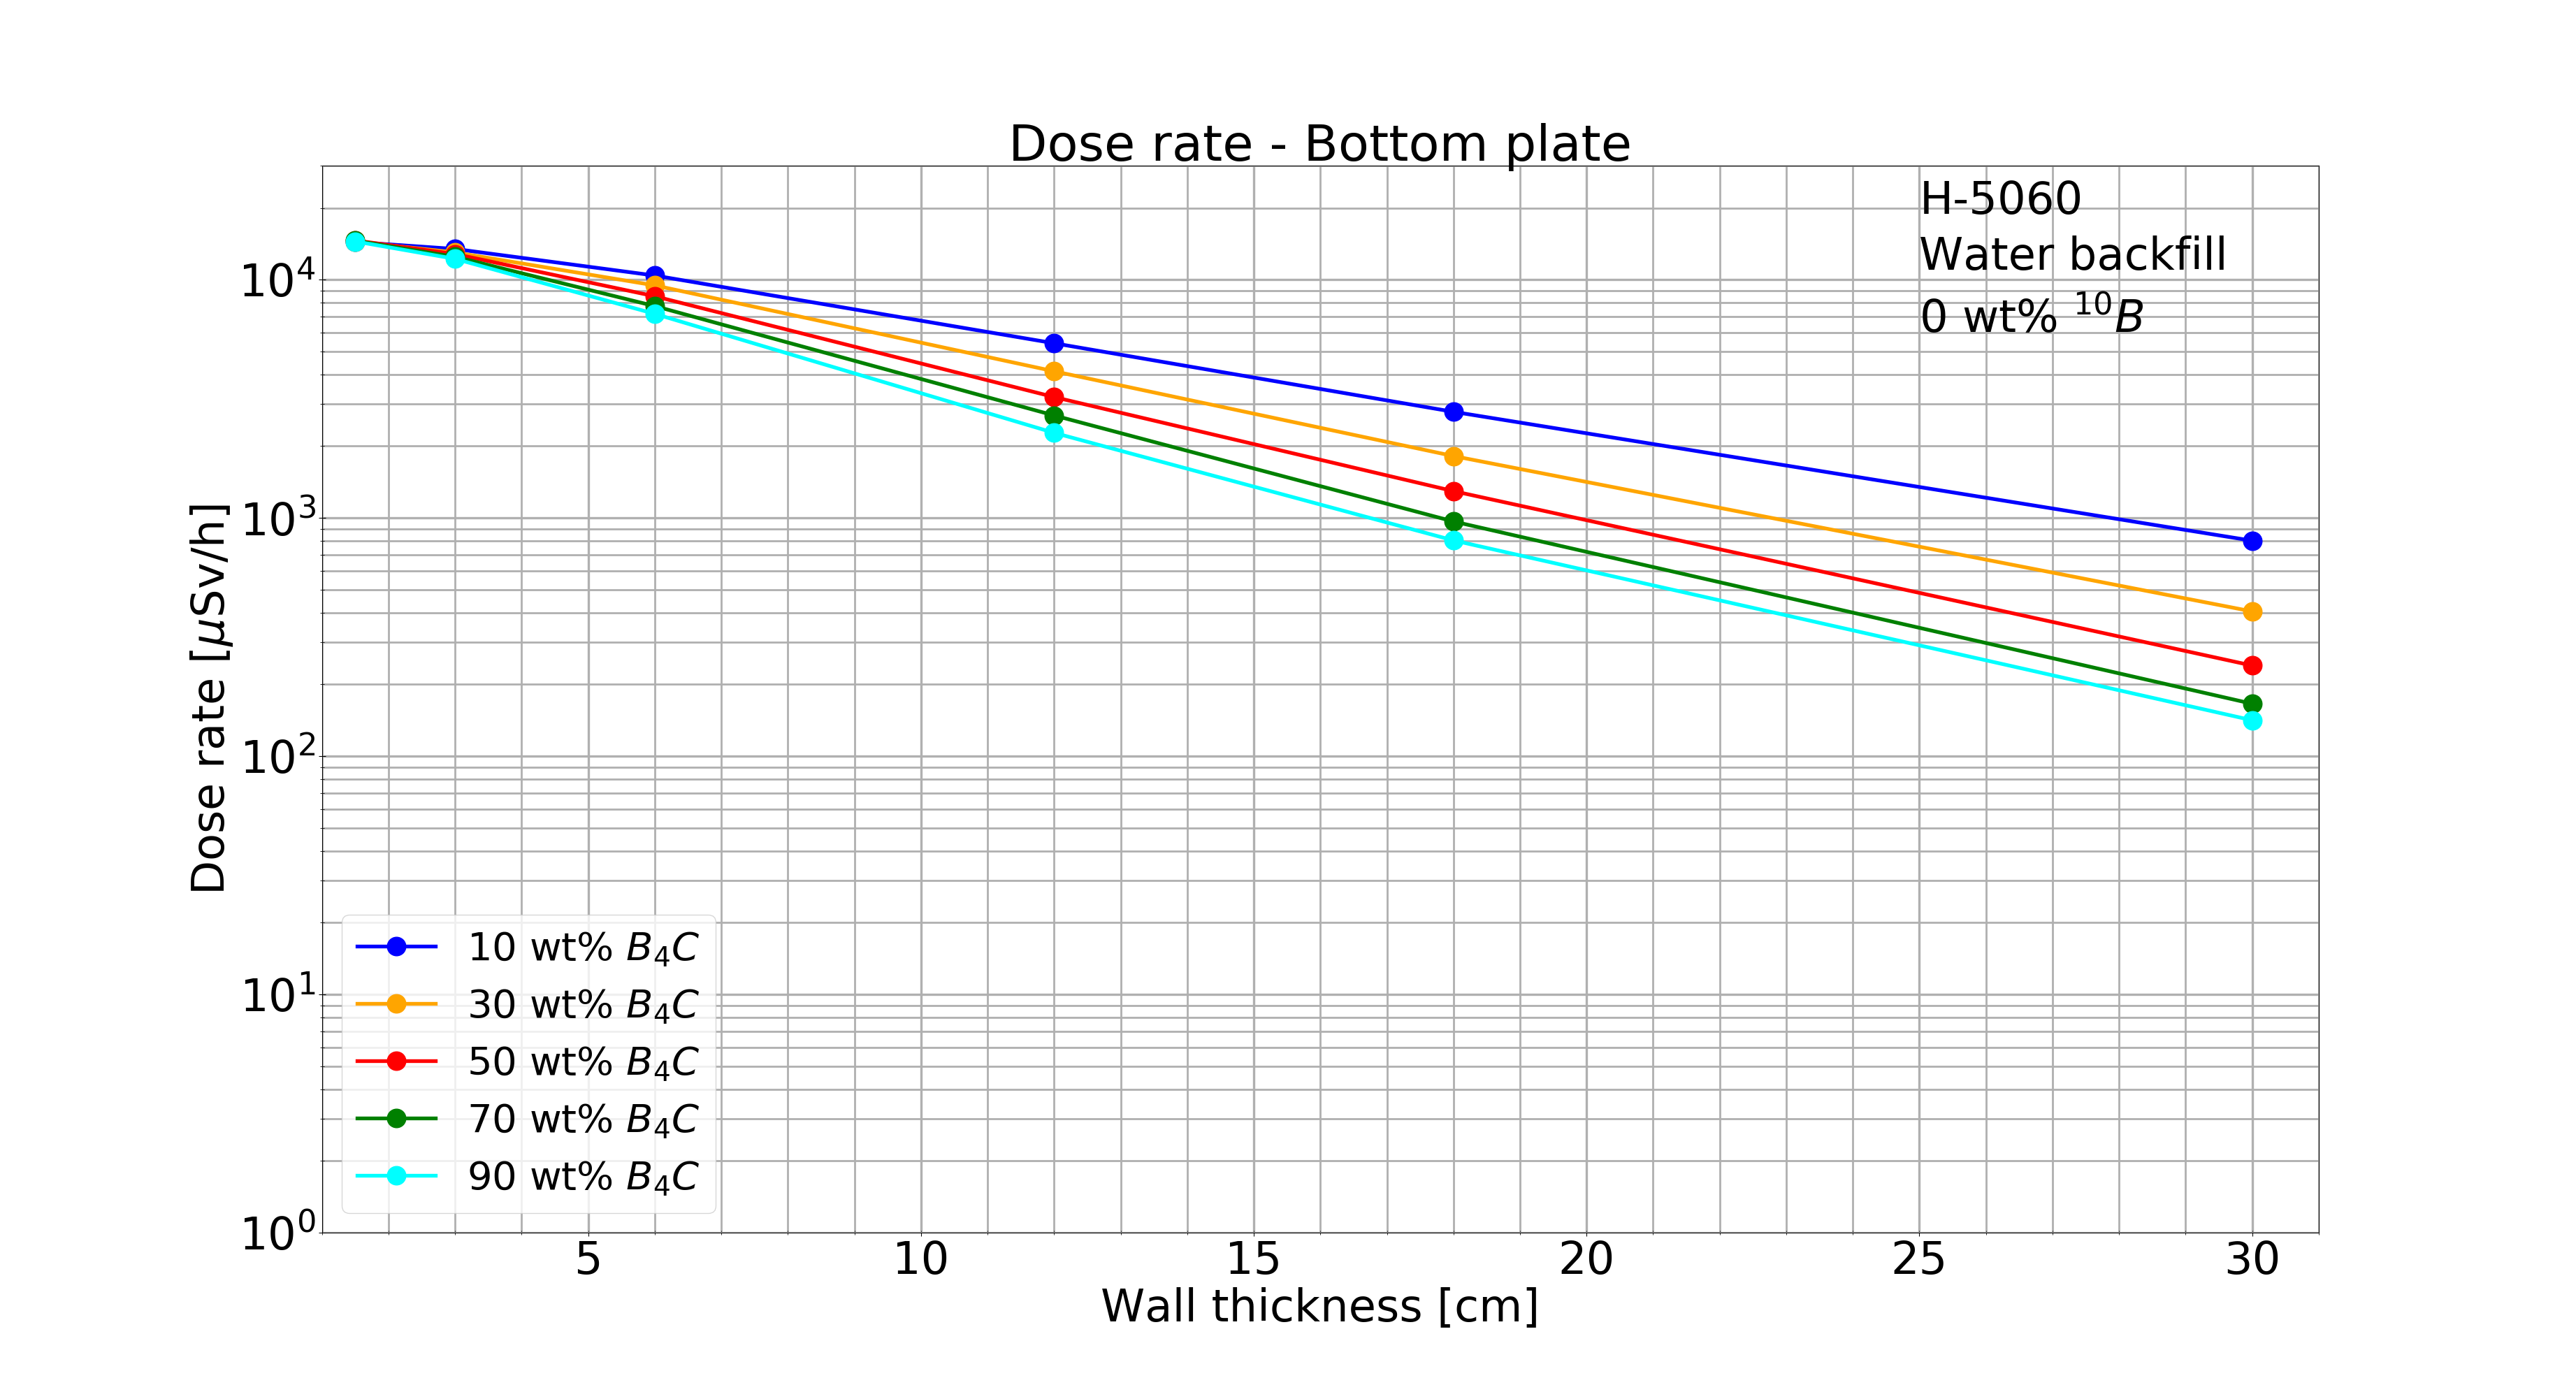 Dose rate - Bottom plate
H-5060
Water backfill
0 wt% ¹⁰B
Dose rate [μSv/h]
10⁴
10³
10²
10¹
10⁰
10 wt% B₄C
30 wt% B₄C
50 wt% B₄C
70 wt% B₄C
90 wt% B₄C
5 10 15 20 25 30
Wall thickness [cm]